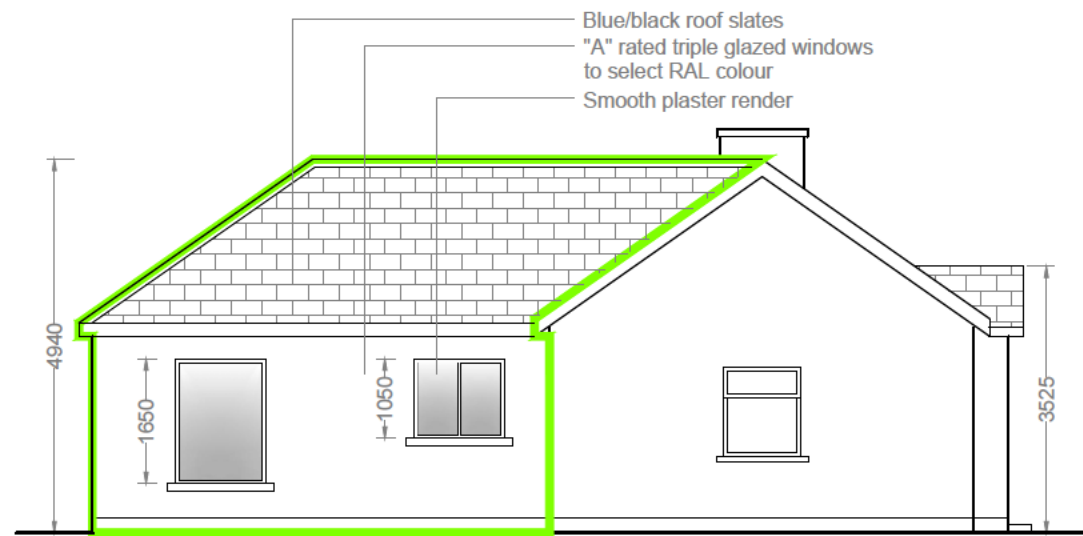 Blue/black roof slates
"A" rated triple glazed windows
to select RAL colour
Smooth plaster render
4940
1650
1050
3525